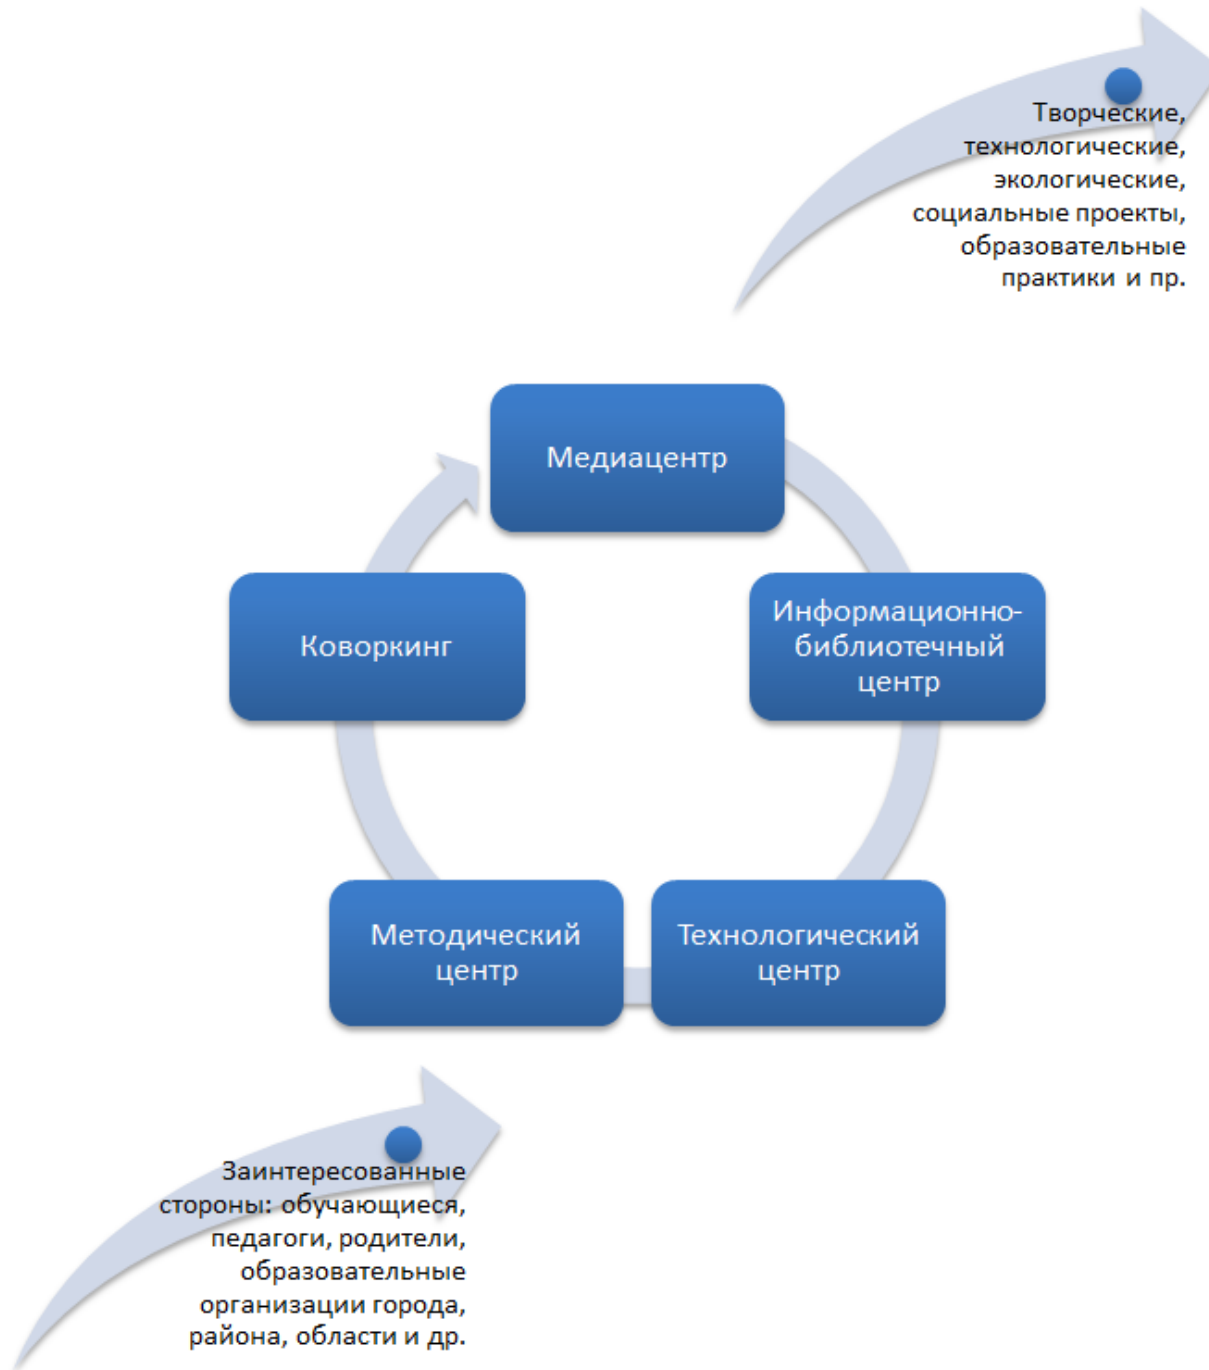 Творческие,
технологические,
экологические,
социальные проекты,
образовательные
практики и пр.
Медиацентр
Коворкинг
Информационно-
библиотечный
центр
Методический
центр
Технологический
центр
Заинтересованные
стороны: обучающиеся,
педагоги, родители,
образовательные
организации города,
района, области и др.